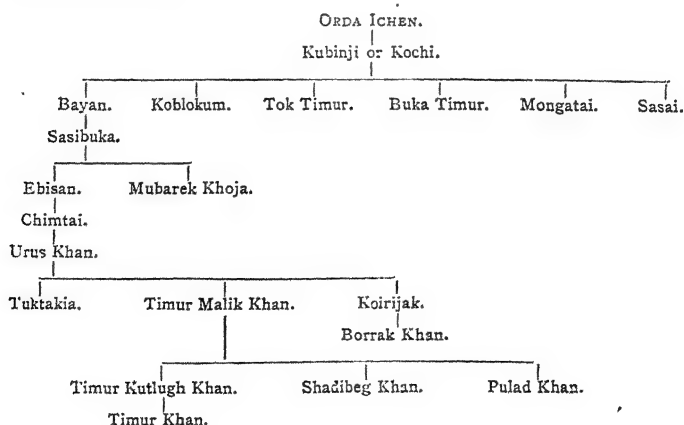 ORDA ICHEN.
Kubinji or Kochi.
Bayan. Koblokum. Tok Timur. Buka Timur. Mongatai. Sasai.
Sasibuka.
Ebisan. Mubarek Khoja.
Chimtai.
Urus Khan.
Tuktakia. Timur Malik Khan. Koirijak.
Borrak Khan.
Timur Kutlugh Khan. Shadibeg Khan. Pulad Khan.
Timur Khan.